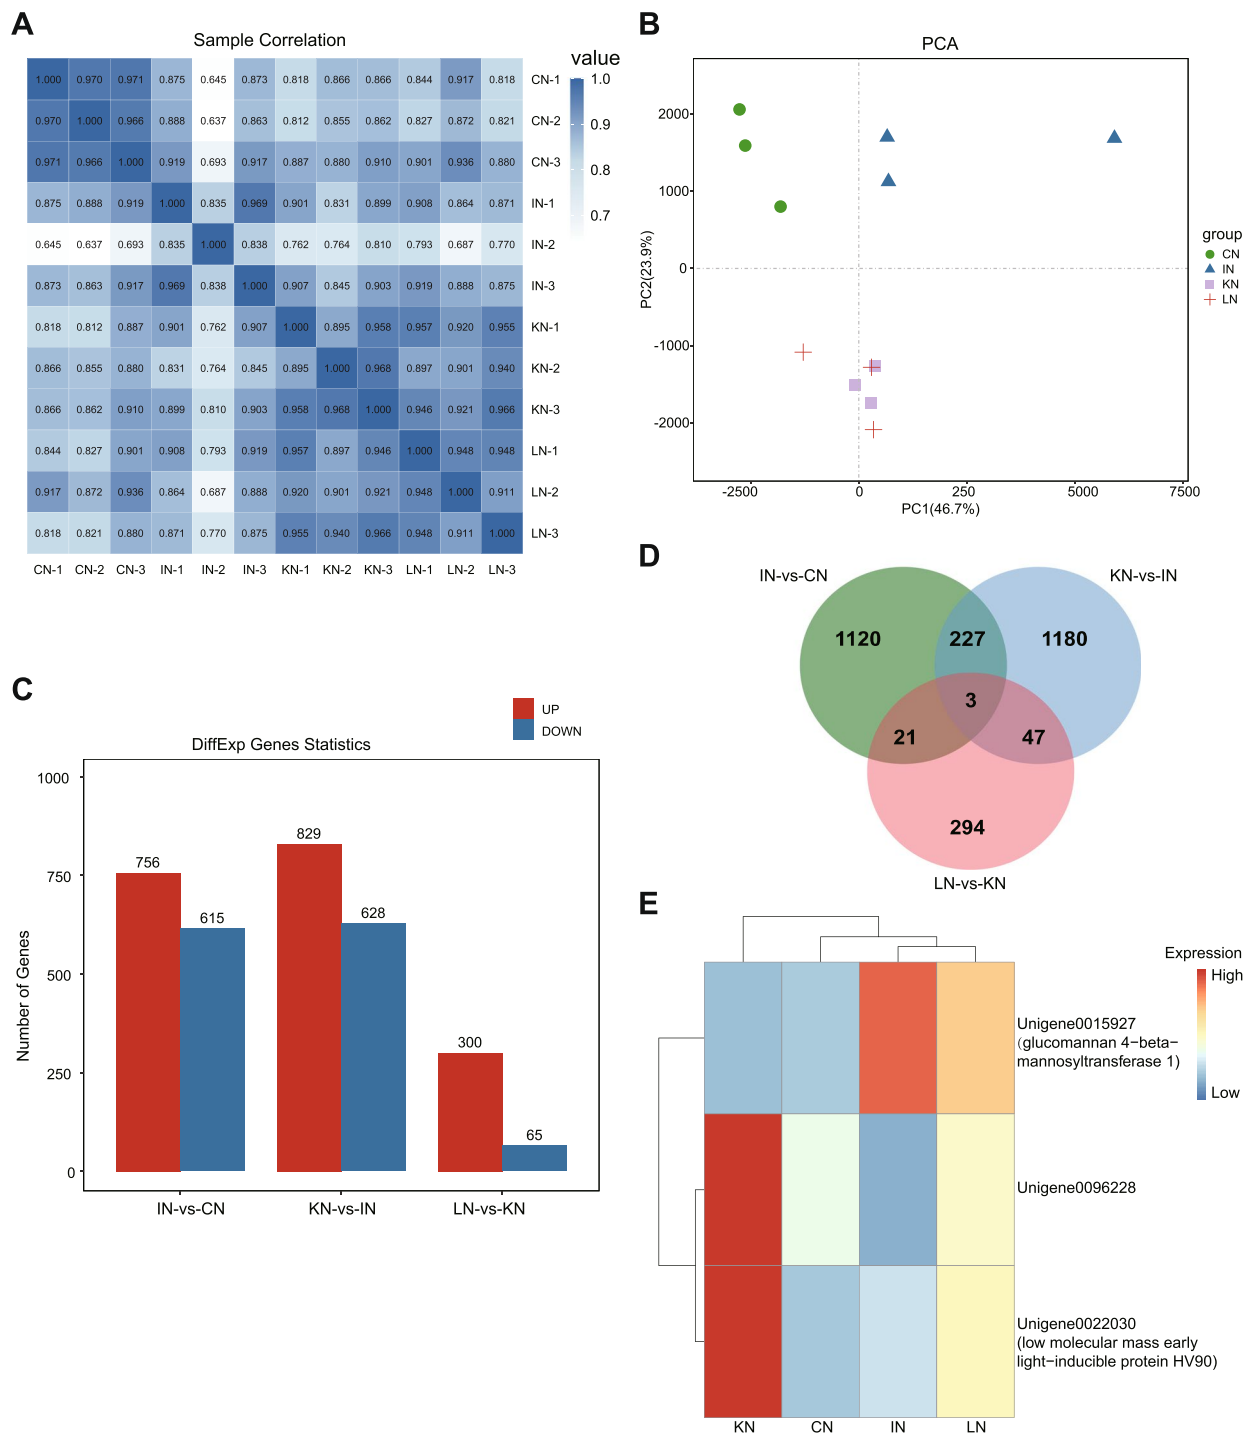 A
Sample Correlation
value
1.000 0.970 0.971 0.875 0.645 0.873 0.818 0.866 0.866 0.844 0.917 0.818 CN-1
0.970 1.000 0.966 0.888 0.637 0.863 0.812 0.855 0.862 0.827 0.872 0.821 CN-2
0.971 0.966 1.000 0.919 0.693 0.917 0.887 0.880 0.910 0.901 0.936 0.880 CN-3
0.875 0.888 0.919 1.000 0.835 0.969 0.901 0.831 0.899 0.908 0.864 0.871 IN-1
0.645 0.637 0.693 0.835 1.000 0.838 0.762 0.764 0.810 0.793 0.687 0.770 IN-2
0.873 0.863 0.917 0.969 0.838 1.000 0.907 0.845 0.903 0.919 0.888 0.875 IN-3
0.818 0.812 0.887 0.901 0.762 0.907 1.000 0.895 0.958 0.957 0.920 0.955 KN-1
0.866 0.855 0.880 0.831 0.764 0.845 0.895 1.000 0.968 0.897 0.901 0.940 KN-2
0.866 0.862 0.910 0.899 0.810 0.903 0.958 0.968 1.000 0.946 0.921 0.966 KN-3
0.844 0.827 0.901 0.908 0.793 0.919 0.957 0.897 0.946 1.000 0.948 0.948 LN-1
0.917 0.872 0.936 0.864 0.687 0.888 0.920 0.901 0.921 0.948 1.000 0.911 LN-2
0.818 0.821 0.880 0.871 0.770 0.875 0.955 0.940 0.966 0.948 0.911 1.000 LN-3
CN-1 CN-2 CN-3 IN-1 IN-2 IN-3 KN-1 KN-2 KN-3 LN-1 LN-2 LN-3
1.0
0.9
0.8
0.7
B
PCA
PC2(23.9%)
2000
1000
0
-1000
-2000
-2500 0 250 5000 7500
PC1(46.7%)
group
CN
IN
KN
LN
C
UP
DOWN
DiffExp Genes Statistics
Number of Genes
1000
750
500
250
0
756
615
829
628
300
65
IN-vs-CN KN-vs-IN LN-vs-KN
D
IN-vs-CN KN-vs-IN
1120 227 1180
3
21 47
294
LN-vs-KN
E
Expression
High
Low
Unigene0015927
(glucomannan 4−beta−
mannosyltransferase 1)
Unigene0096228
Unigene0022030
(low molecular mass early
light−inducible protein HV90)
KN CN IN LN